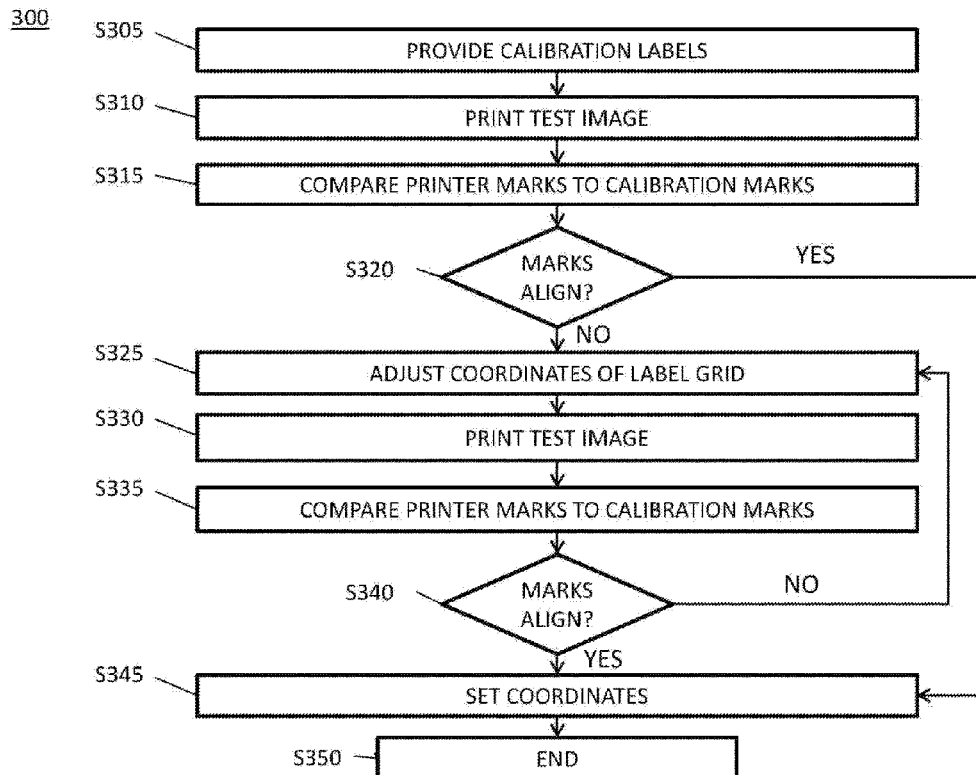 300
S305
PROVIDE CALIBRATION LABELS
S310
PRINT TEST IMAGE
S315
COMPARE PRINTER MARKS TO CALIBRATION MARKS
S320
MARKS
ALIGN?
YES
NO
S325
ADJUST COORDINATES OF LABEL GRID
S330
PRINT TEST IMAGE
S335
COMPARE PRINTER MARKS TO CALIBRATION MARKS
S340
MARKS
ALIGN?
NO
YES
S345
SET COORDINATES
S350
END